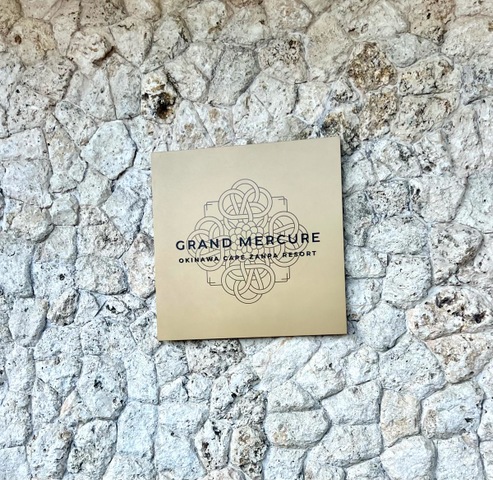 GRAND MERCURE
OKINAWA CAPE ZANPA RESORT